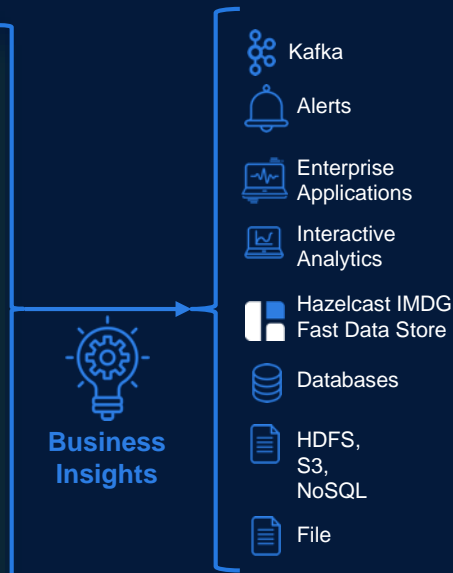 Kafka
Alerts
Enterprise
Applications
Interactive
Analytics
Hazelcast IMDG
Fast Data Store
Databases
HDFS,
S3,
NoSQL
File
Business
Insights